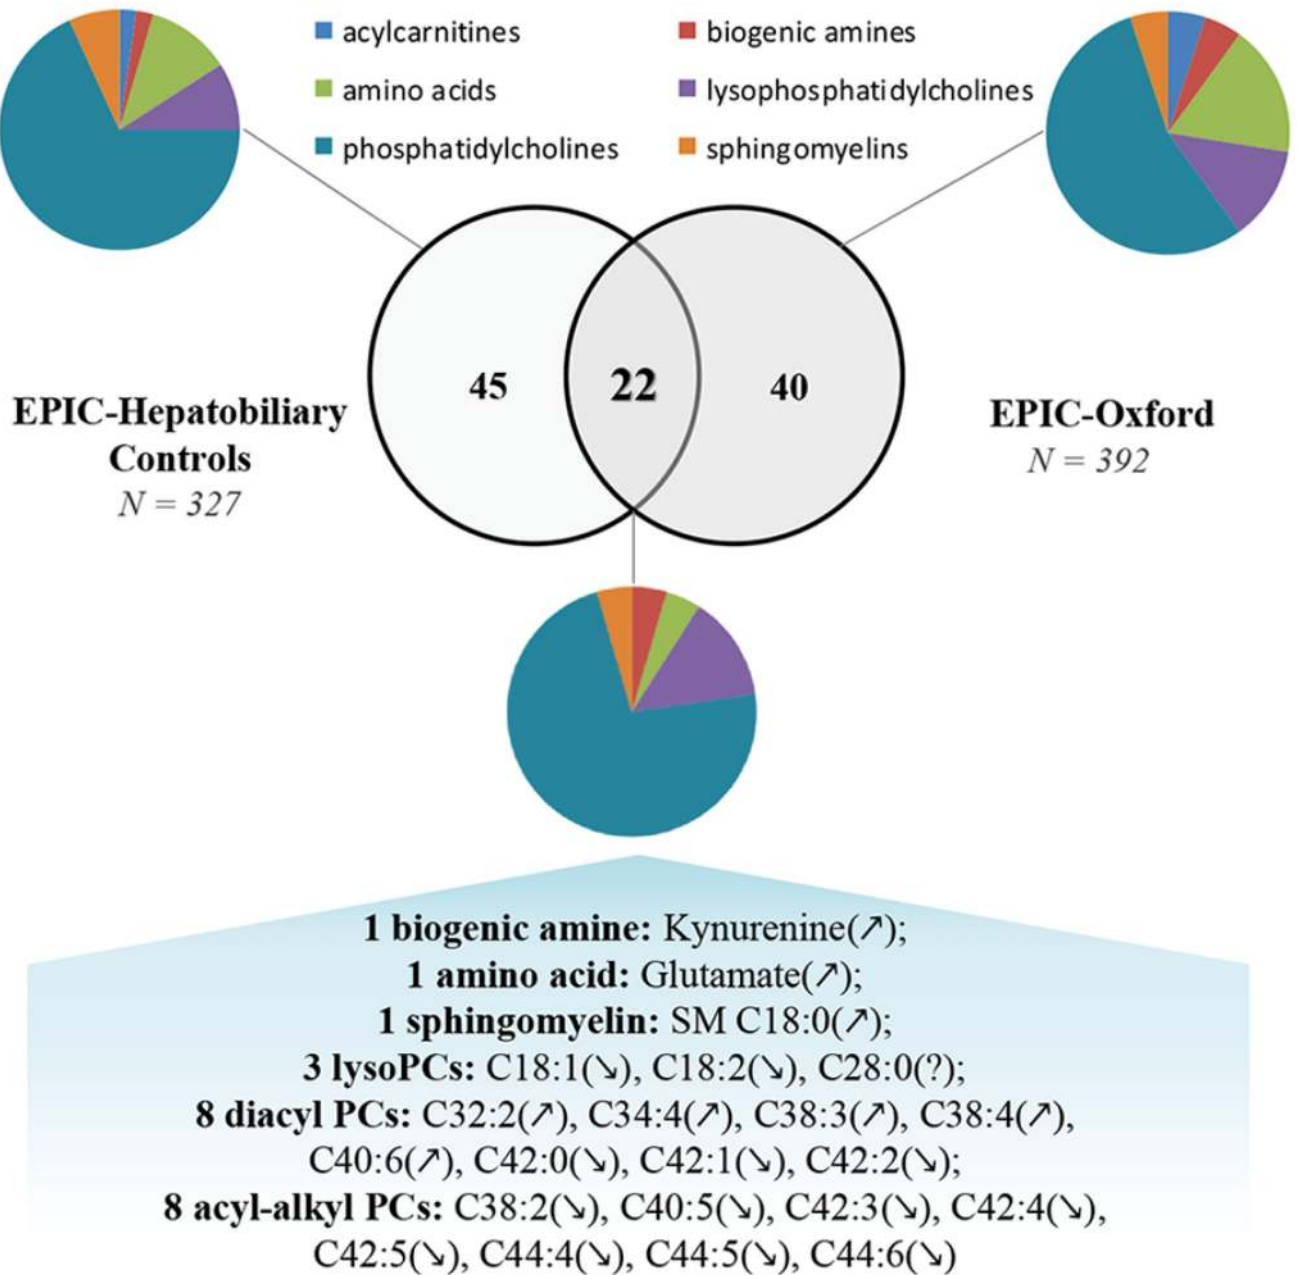 acylcarnitines
biogenic amines
amino acids
lysophosphatidylcholines
phosphatidylcholines
sphingomyelins
45
22
40
EPIC-Hepatobiliary
Controls
N = 327
EPIC-Oxford
N = 392
1 biogenic amine: Kynurenine(↗);
1 amino acid: Glutamate(↗);
1 sphingomyelin: SM C18:0(↗);
3 lysoPCs: C18:1(↘), C18:2(↘), C28:0(?);
8 diacyl PCs: C32:2(↗), C34:4(↗), C38:3(↗), C38:4(↗),
C40:6(↗), C42:0(↘), C42:1(↘), C42:2(↘);
8 acyl-alkyl PCs: C38:2(↘), C40:5(↘), C42:3(↘), C42:4(↘),
C42:5(↘), C44:4(↘), C44:5(↘), C44:6(↘)